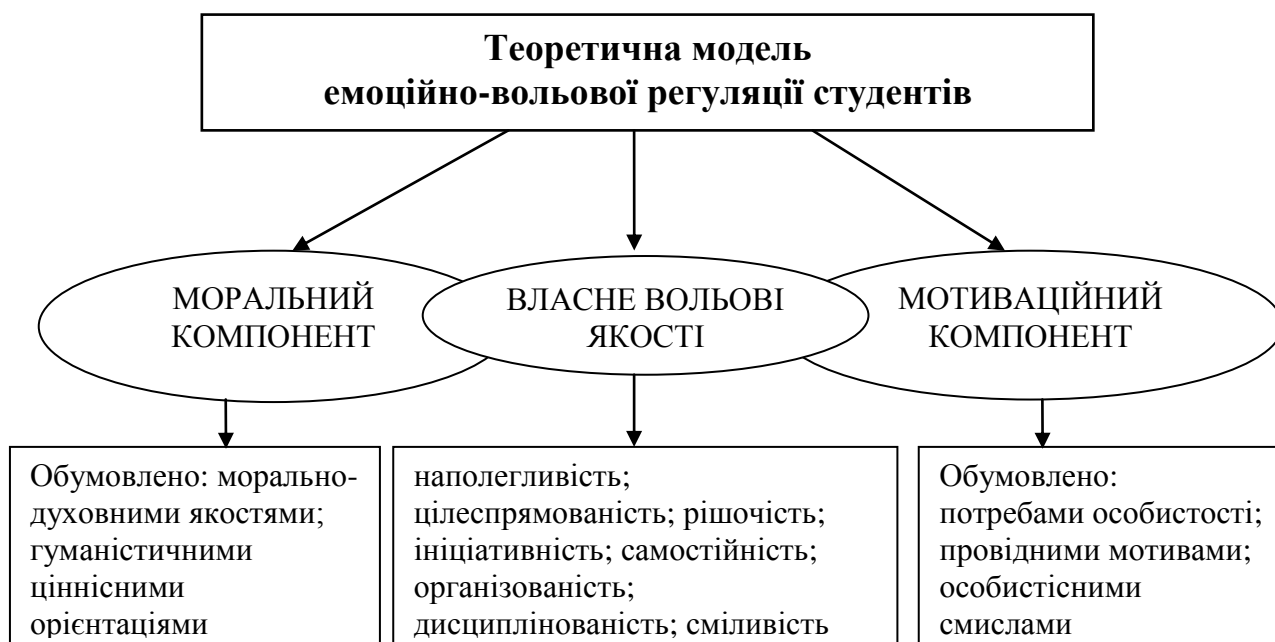 Теоретична модель
емоційно-вольової регуляції студентів
МОРАЛЬНИЙ
КОМПОНЕНТ
ВЛАСНЕ ВОЛЬОВІ
ЯКОСТІ
МОТИВАЦІЙНИЙ
КОМПОНЕНТ
Обумовлено: морально-
духовними якостями;
гуманістичними
ціннісними
орієнтаціями
наполегливість;
цілеспрямованість; рішочість;
ініціативність; самостійність;
організованість;
дисциплінованість; сміливість
Обумовлено:
потребами особистості;
провідними мотивами;
особистісними
смислами